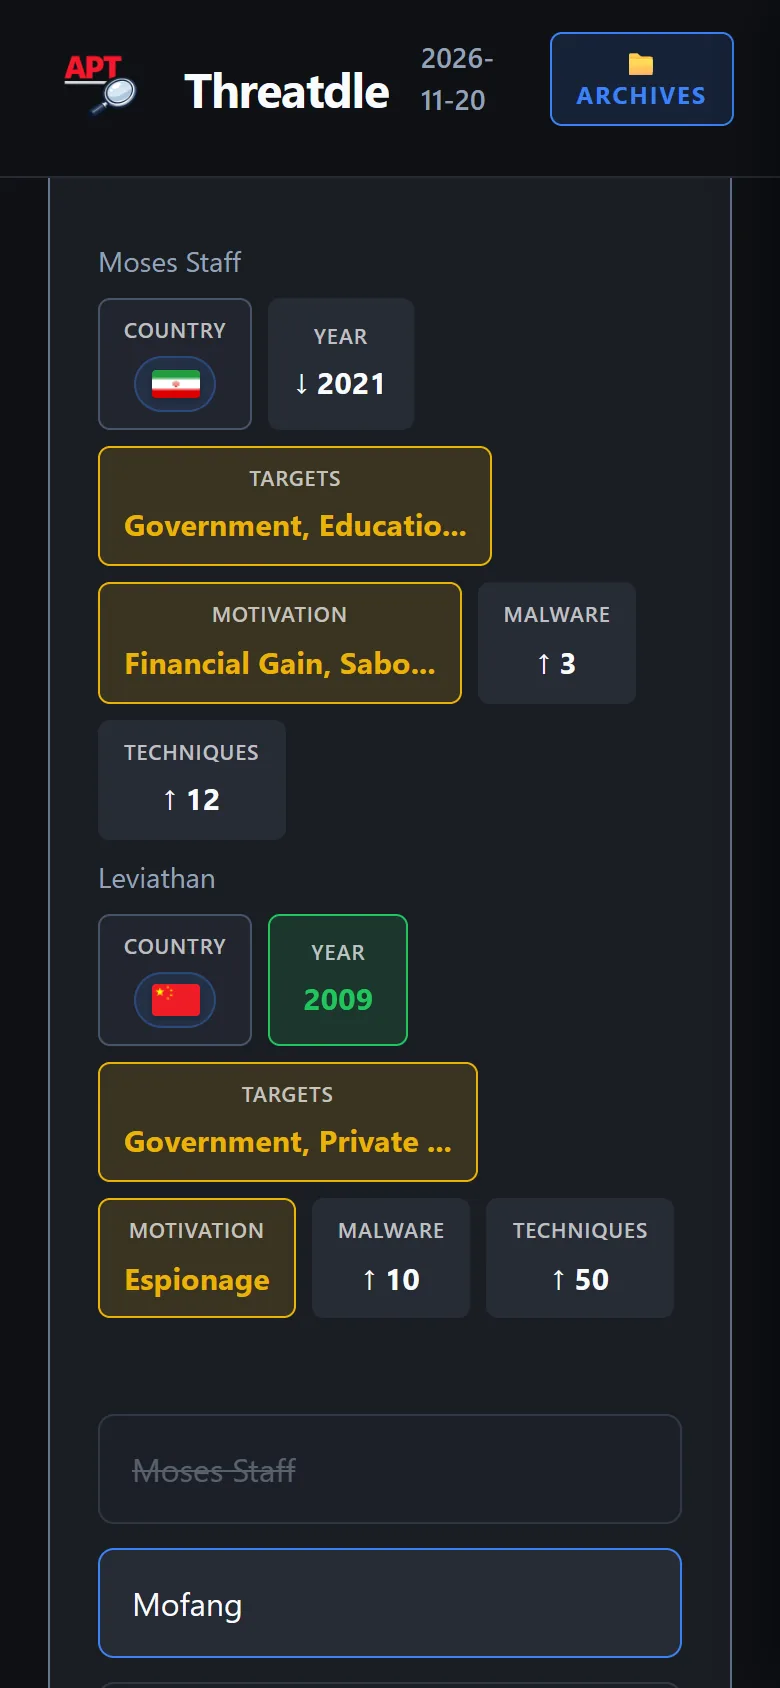 APT
Threatdle
2026-
11-20
📁
ARCHIVES
Moses Staff
COUNTRY
YEAR
↓ 2021
TARGETS
Government, Educatio...
MOTIVATION
Financial Gain, Sabo...
MALWARE
↑ 3
TECHNIQUES
↑ 12
Leviathan
COUNTRY
YEAR
2009
TARGETS
Government, Private ...
MOTIVATION
Espionage
MALWARE
↑ 10
TECHNIQUES
↑ 50
Moses Staff
Mofang